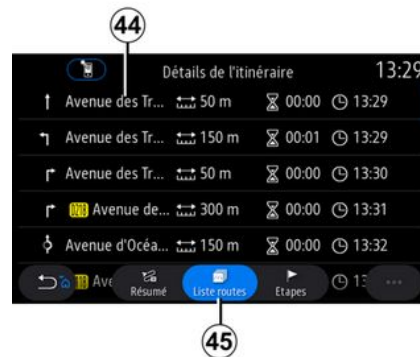 44
Détails de l'itinéraire 13:29
Avenue des Tr... 50 m 00:00 13:29
Avenue des Tr... 150 m 00:01 13:29
Avenue des Tr... 50 m 00:00 13:30
Avenue de... 300 m 00:00 13:31
Avenue d'Océa... 150 m 00:00 13:32
Ave
Résumé Liste routes Etapes ...
45